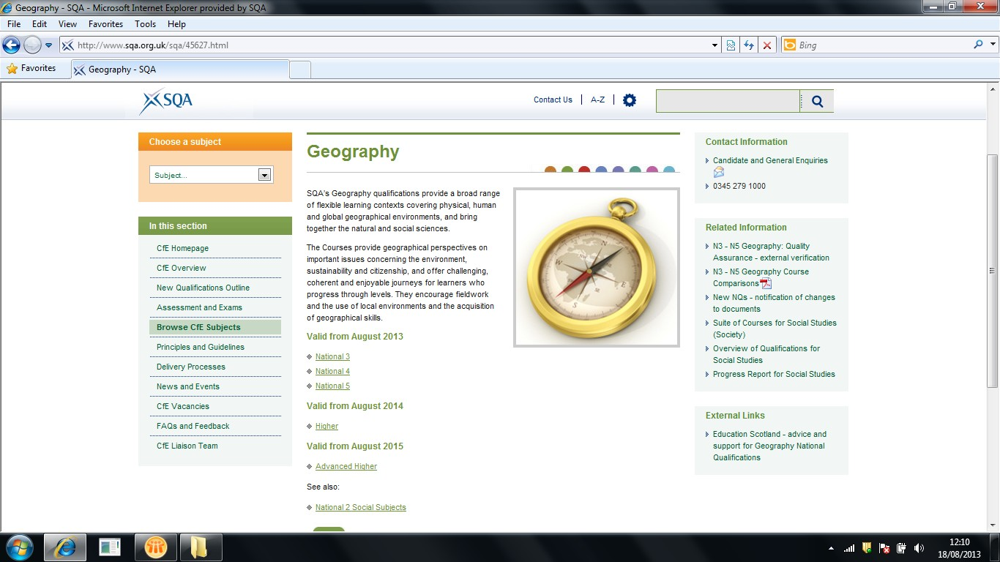 Geography - SQA - Microsoft Internet Explorer provided by SQA
File Edit View Favorites Tools Help
http://www.sqa.org.uk/sqa/45627.html
Bing
Favorites
Geography - SQA
SQA
Contact Us
A-Z
Choose a subject
Subject...
In this section
CfE Homepage
CfE Overview
New Qualifications Outline
Assessment and Exams
Browse CfE Subjects
Principles and Guidelines
Delivery Processes
News and Events
CfE Vacancies
FAQs and Feedback
CfE Liaison Team
Geography
SQA's Geography qualifications provide a broad range
of flexible learning contexts covering physical, human
and global geographical environments, and bring
together the natural and social sciences.
The Courses provide geographical perspectives on
important issues concerning the environment,
sustainability and citizenship, and offer challenging,
coherent and enjoyable journeys for learners who
progress through levels. They encourage fieldwork
and the use of local environments and the acquisition
of geographical skills.
N
W
E
S
Valid from August 2013
National 3
National 4
National 5
Valid from August 2014
Higher
Valid from August 2015
Advanced Higher
See also:
National 2 Social Subjects
Contact Information
Candidate and General Enquiries
0345 279 1000
Related Information
N3 - N5 Geography: Quality
Assurance - external verification
N3 - N5 Geography Course
Comparisons
New NQs - notification of changes
to documents
Suite of Courses for Social Studies
(Society)
Overview of Qualifications for
Social Studies
Progress Report for Social Studies
External Links
Education Scotland - advice and
support for Geography National
Qualifications
12:10
18/08/2013